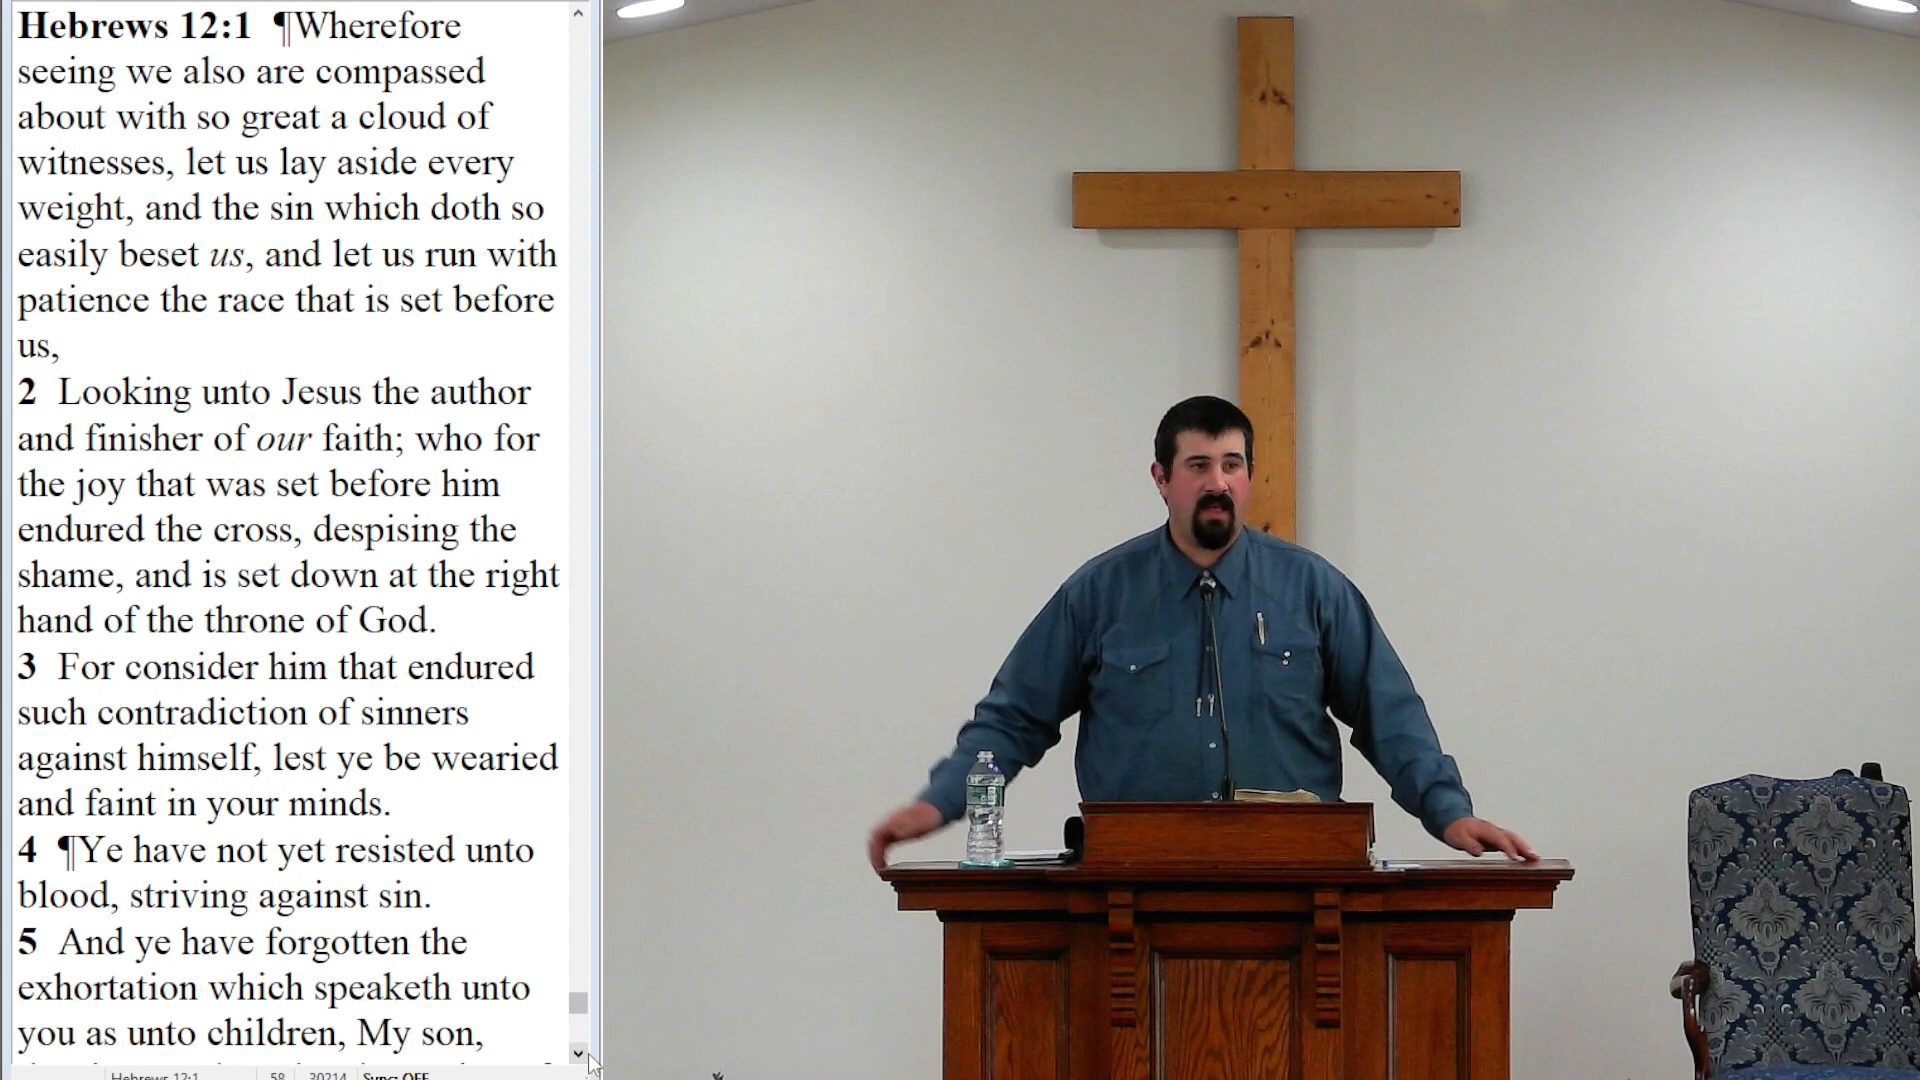 Hebrews 12:1 ¶Wherefore
seeing we also are compassed
about with so great a cloud of
witnesses, let us lay aside every
weight, and the sin which doth so
easily beset us, and let us run with
patience the race that is set before
us,
2 Looking unto Jesus the author
and finisher of our faith; who for
the joy that was set before him
endured the cross, despising the
shame, and is set down at the right
hand of the throne of God.
3 For consider him that endured
such contradiction of sinners
against himself, lest ye be wearied
and faint in your minds.
4 ¶Ye have not yet resisted unto
blood, striving against sin.
5 And ye have forgotten the
exhortation which speaketh unto
you as unto children, My son,
Hebrews 12:1 58 30214 Sync: OFF